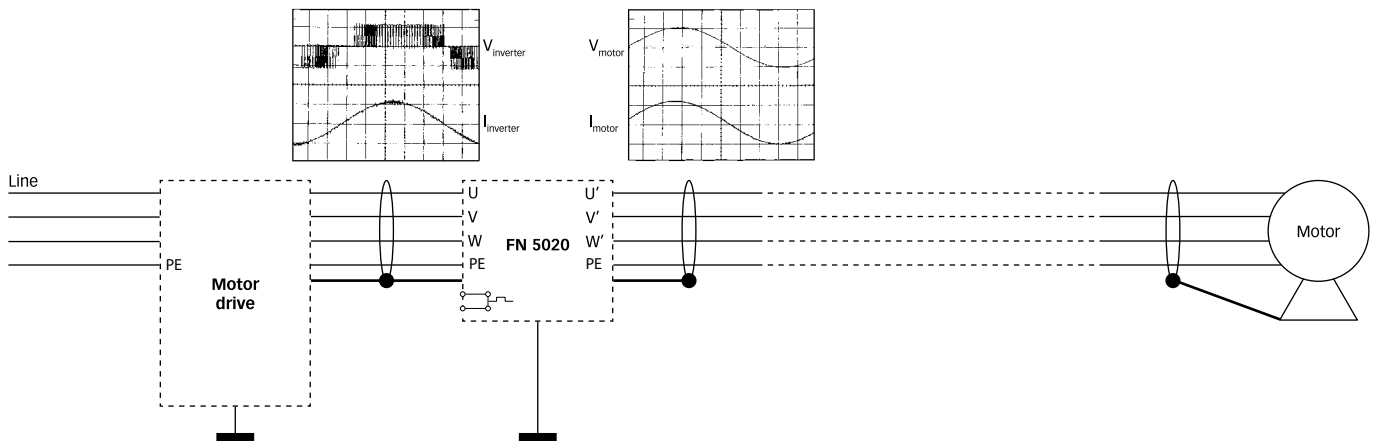 V inverter
I inverter
V motor
I motor
Line
PE
Motor
drive
U
V
W
PE
FN 5020
U’
V’
W’
PE
Motor